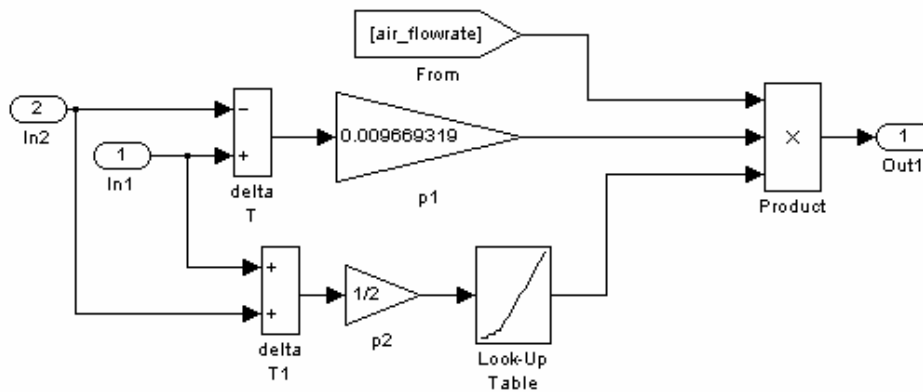 [air_flowrate]
From
2
In2
−
+
delta
T
0.009669319
p1
1
In1
×
Product
1
Out1
+
+
delta
T1
1/2
p2
Look-Up
Table